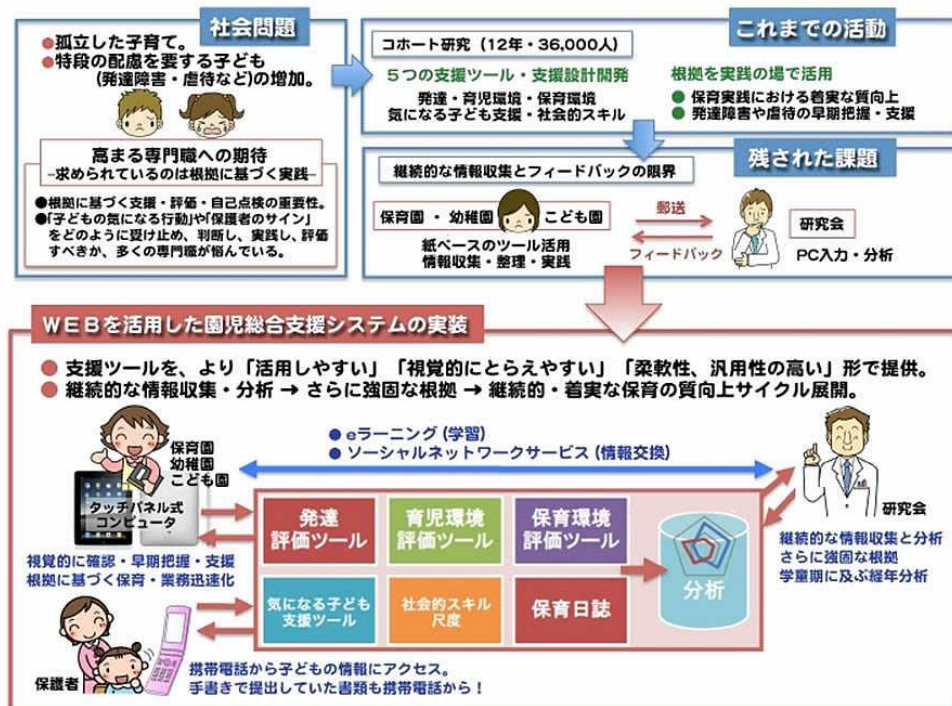 社会問題
●孤立した子育て。
●特段の配慮を要する子ども
(発達障害・虐待など)の増加。
高まる専門職への期待
-求められているのは根拠に基づく実践-
●根拠に基づく支援・評価・自己点検の重要性。
●「子どもの気になる行動」や「保護者のサイン」
をどのように受け止め、判断し、実践し、評価
すべきか、多くの専門職が悩んでいる。
これまでの活動
コホート研究(12年・36,000人)
5つの支援ツール・支援設計開発
発達・育児環境・保育環境
気になる子ども支援・社会的スキル
根拠を実践の場で活用
● 保育実践における着実な質向上
● 発達障害や虐待の早期把握・支援
残された課題
継続的な情報収集とフィードバックの限界
保育園・幼稚園 こども園
紙ベースのツール活用
情報収集・整理・実践
郵送
フィードバック
研究会
PC入力・分析
WEBを活用した園児総合支援システムの実装
● 支援ツールを、より「活用しやすい」「視覚的にとらえやすい」「柔軟性、汎用性の高い」形で提供。
● 継続的な情報収集・分析 → さらに強固な根拠 → 継続的・着実な保育の質向上サイクル展開。
● eラーニング(学習)
● ソーシャルネットワークサービス(情報交換)
保育園
幼稚園
こども園
タッチパネル式
コンピュータ
視覚的に確認・早期把握・支援
根拠に基づく保育・業務迅速化
発達
評価ツール
育児環境
評価ツール
保育環境
評価ツール
気になる子ども
支援ツール
社会的スキル
尺度
保育日誌
分析
研究会
継続的な情報収集と分析
さらに強固な根拠
学童期に及ぶ経年分析
保護者
携帯電話から子どもの情報にアクセス。
手書きで提出していた書類も携帯電話から!